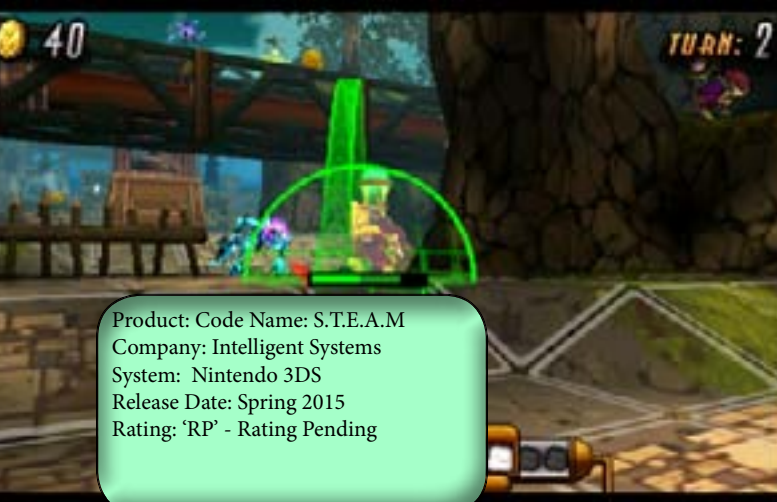 40
TURN: 2
Product: Code Name: S.T.E.A.M
Company: Intelligent Systems
System:  Nintendo 3DS
Release Date: Spring 2015
Rating: ‘RP’ - Rating Pending